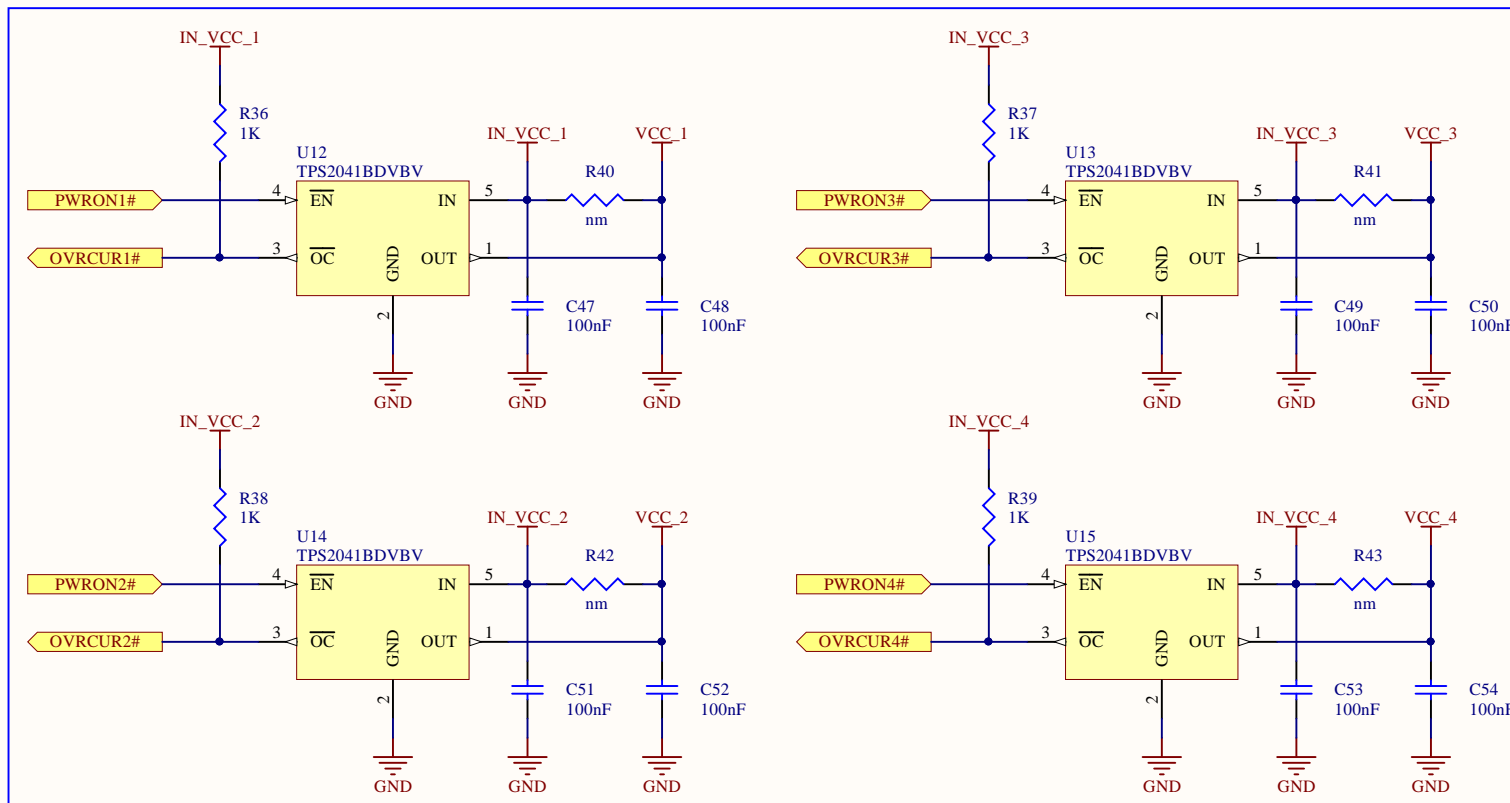 IN_VCC_1
R36
1K
IN_VCC_1
VCC_1
U12
TPS2041BDVBV
R40
nm
PWRON1#
4
EN
IN
5
OVRCUR1#
3
OC
GND
OUT
1
2
C47
100nF
C48
100nF
GND
GND
GND
IN_VCC_3
R37
1K
IN_VCC_3
VCC_3
U13
TPS2041BDVBV
R41
nm
PWRON3#
4
EN
IN
5
OVRCUR3#
3
OC
GND
OUT
1
2
C49
100nF
C50
100nF
GND
GND
GND
IN_VCC_2
R38
1K
IN_VCC_2
VCC_2
U14
TPS2041BDVBV
R42
nm
PWRON2#
4
EN
IN
5
OVRCUR2#
3
OC
GND
OUT
1
2
C51
100nF
C52
100nF
GND
GND
GND
IN_VCC_4
R39
1K
IN_VCC_4
VCC_4
U15
TPS2041BDVBV
R43
nm
PWRON4#
4
EN
IN
5
OVRCUR4#
3
OC
GND
OUT
1
2
C53
100nF
C54
100nF
GND
GND
GND